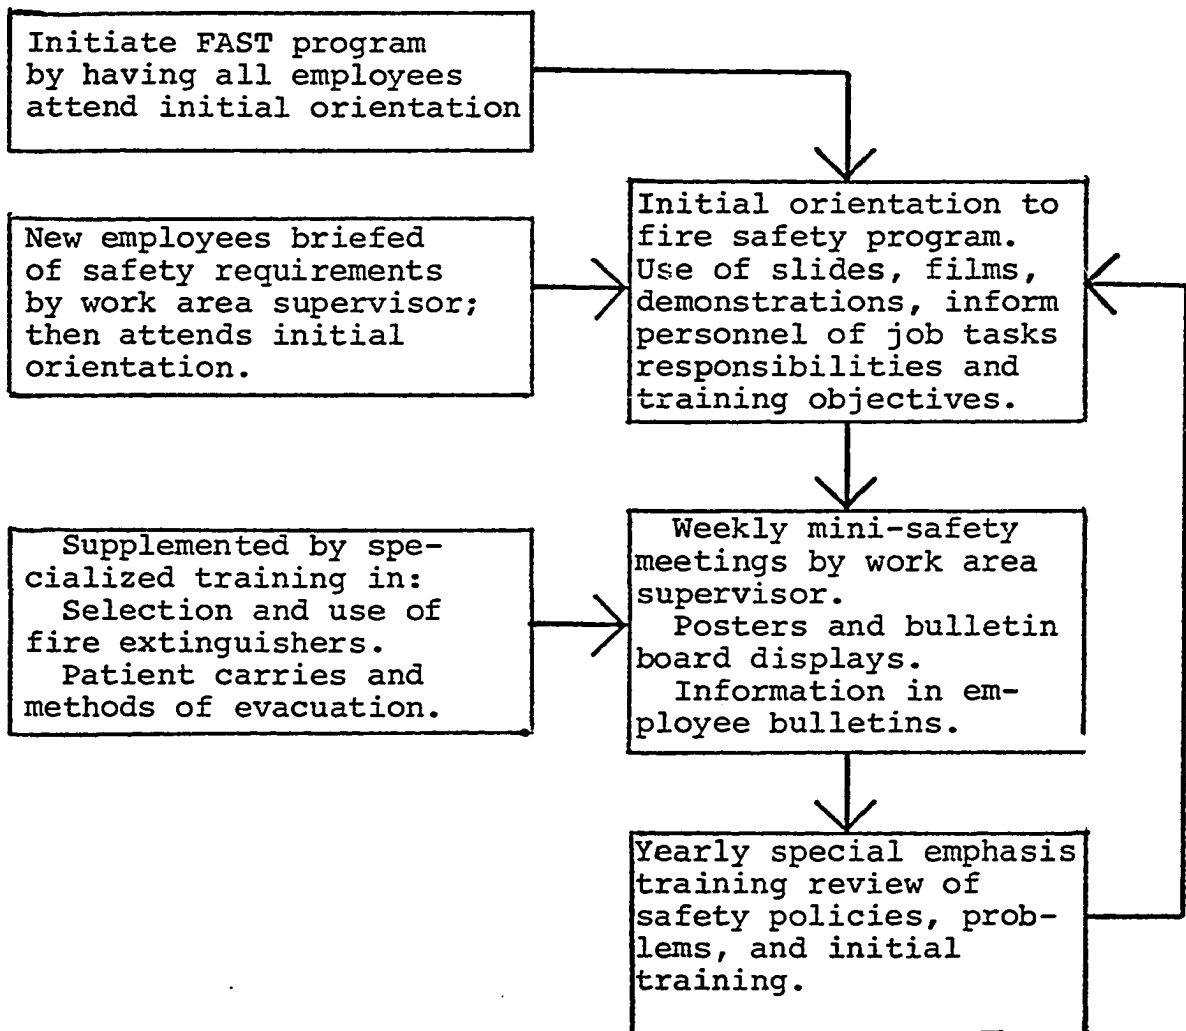 Initiate FAST program
by having all employees
attend initial orientation
New employees briefed
of safety requirements
by work area supervisor;
then attends initial
orientation.
Initial orientation to
fire safety program.
Use of slides, films,
demonstrations, inform
personnel of job tasks
responsibilities and
training objectives.
Supplemented by spe-
cialized training in:
Selection and use of
fire extinguishers.
Patient carries and
methods of evacuation.
Weekly mini-safety
meetings by work area
supervisor.
Posters and bulletin
board displays.
Information in em-
ployee bulletins.
Yearly special emphasis
training review of
safety policies, prob-
lems, and initial
training.